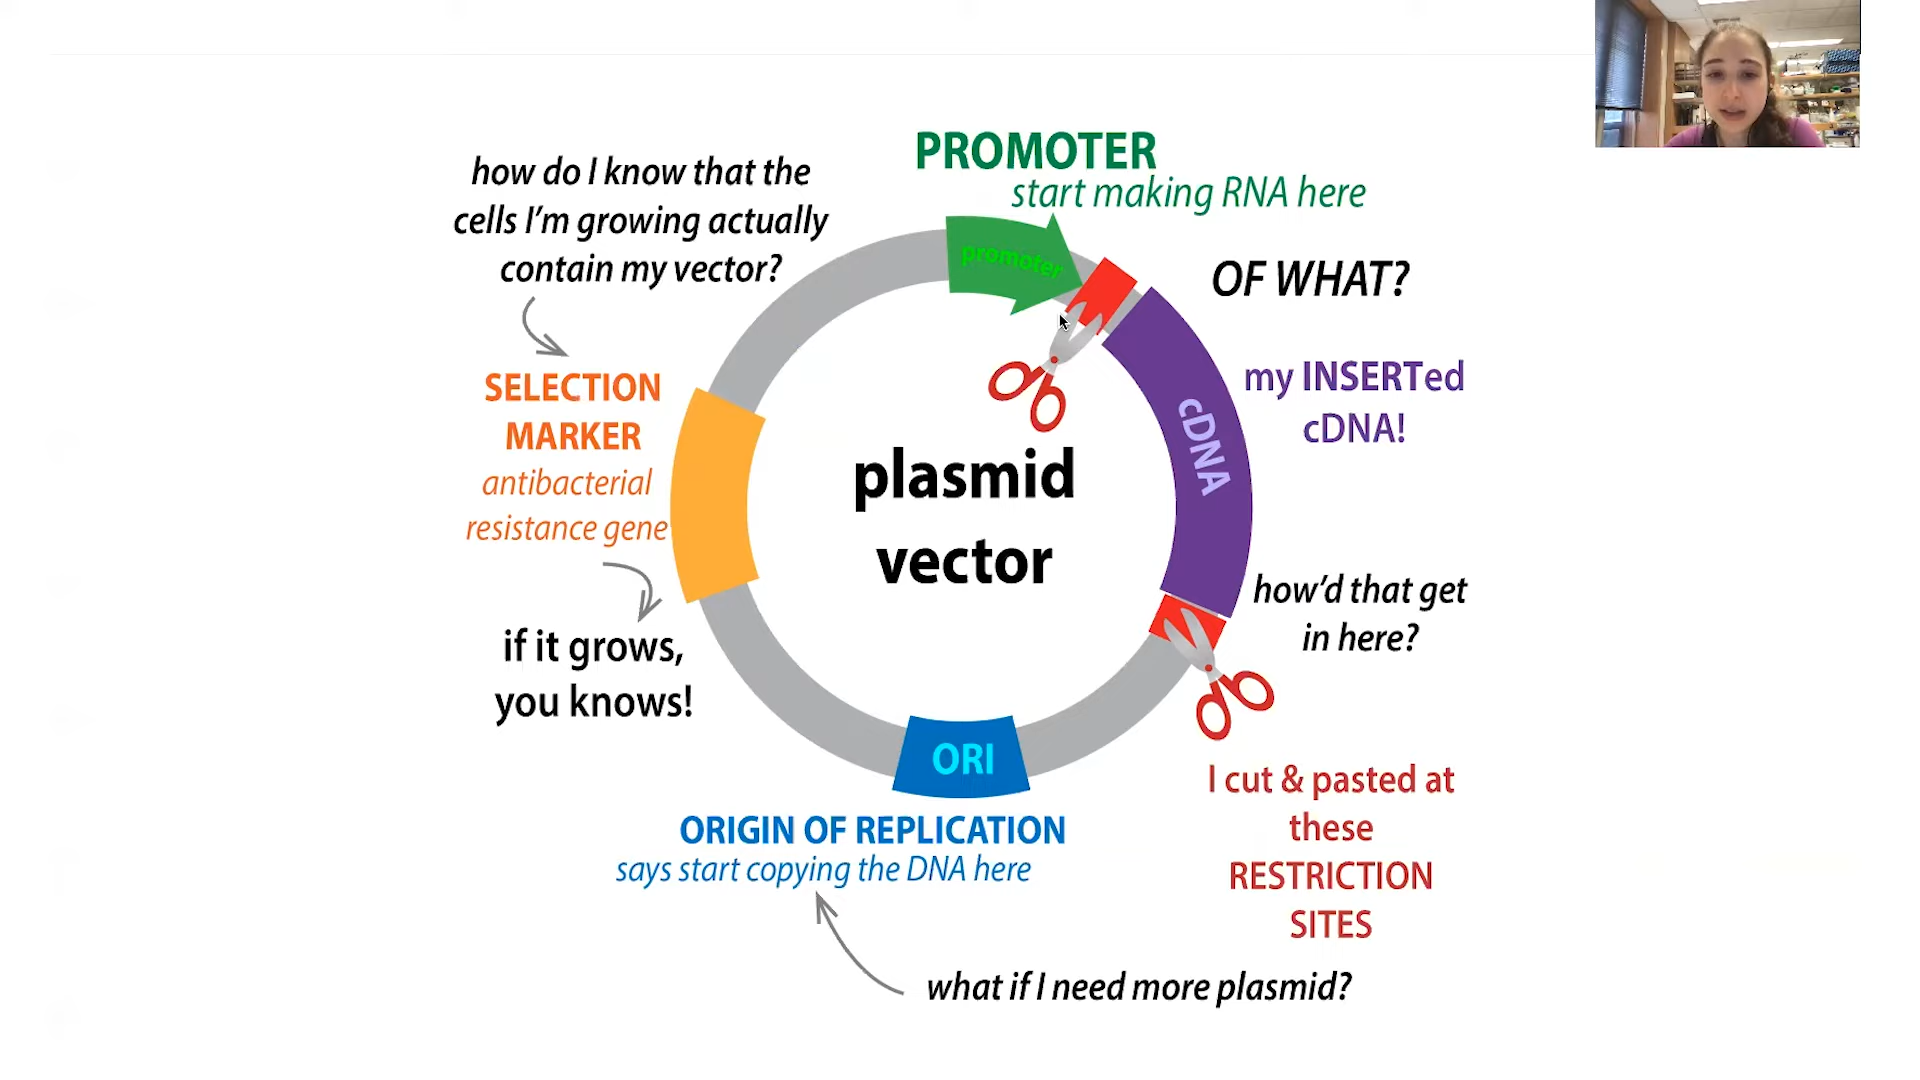 PROMOTER
start making RNA here
how do I know that the
cells I’m growing actually
contain my vector?
promoter
OF WHAT?
my INSERTed
cDNA!
cDNA
SELECTION
MARKER
antibacterial
resistance gene
plasmid
vector
how’d that get
in here?
if it grows,
you knows!
ORI
I cut & pasted at
these
RESTRICTION
SITES
ORIGIN OF REPLICATION
says start copying the DNA here
what if I need more plasmid?